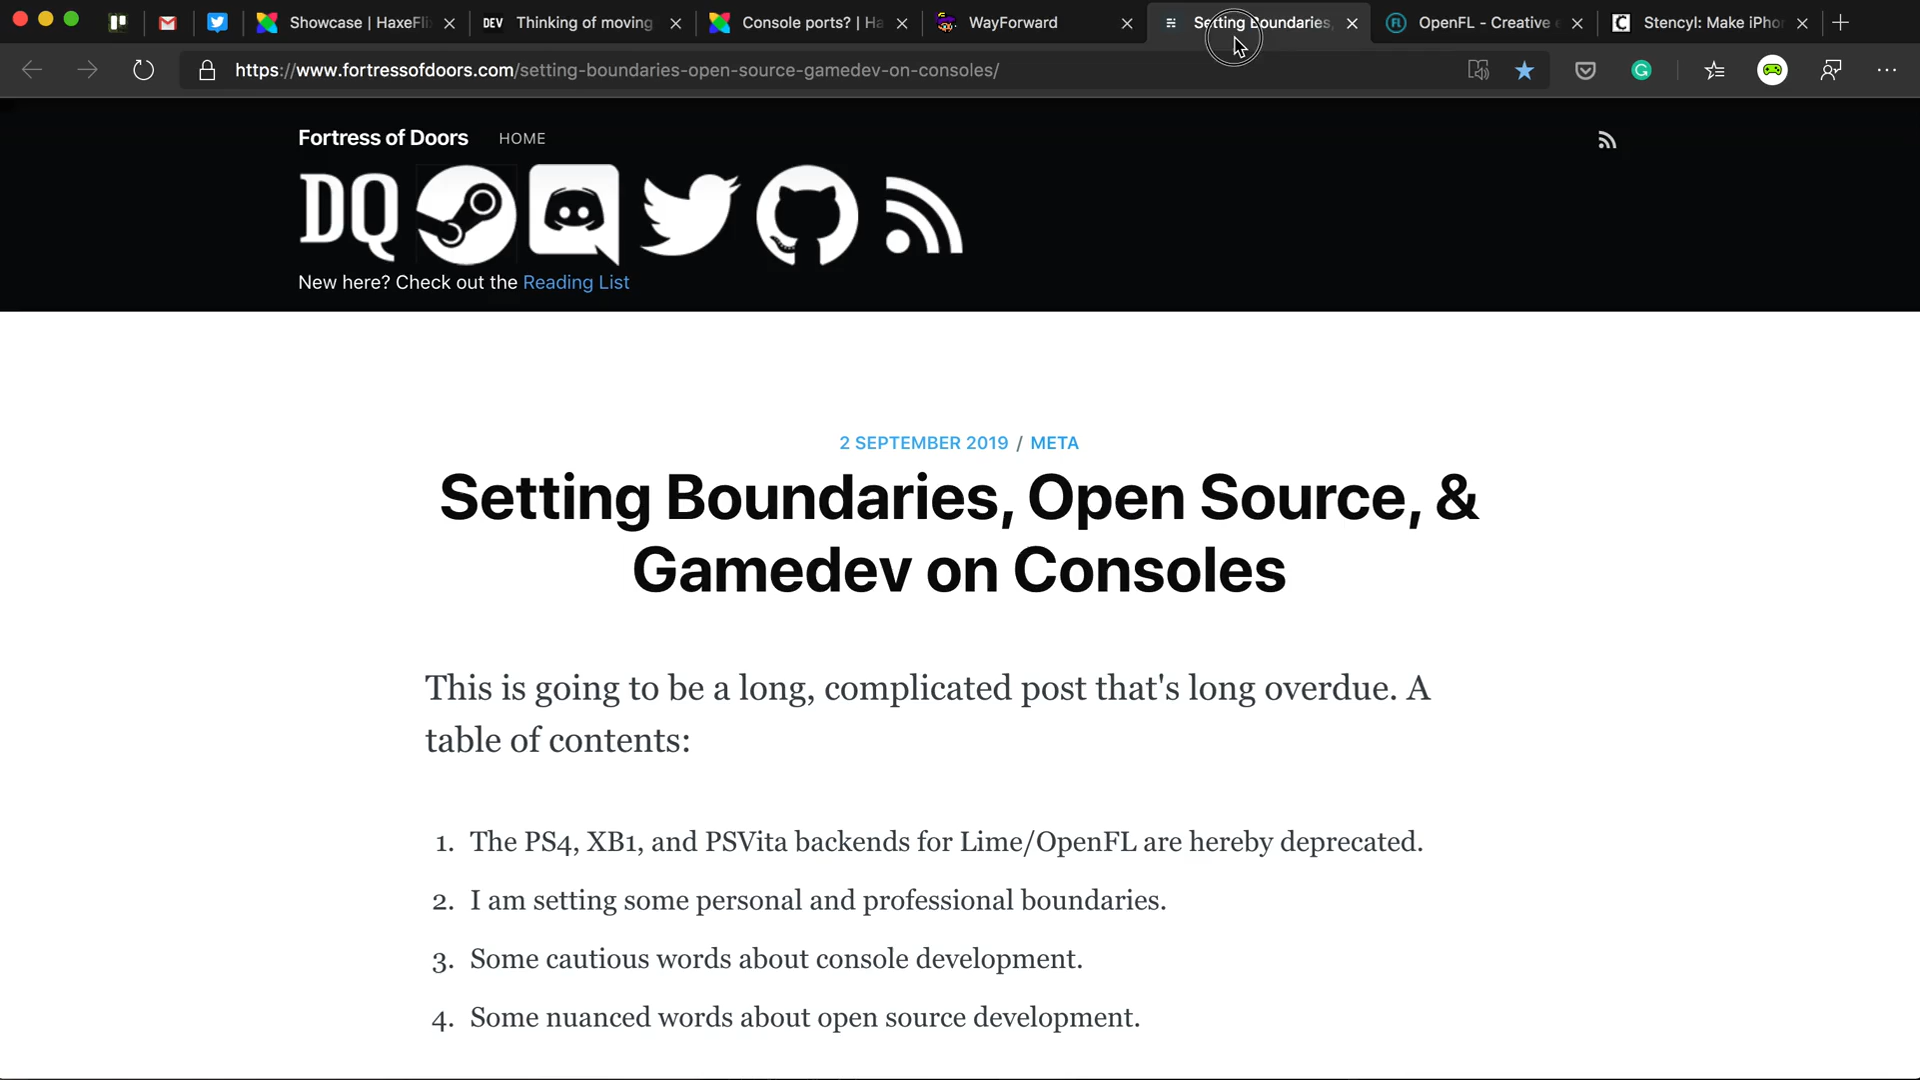 Showcase | HaxeFli
DEV Thinking of moving
Console ports? | Ha
WayForward
Setting Boundaries,
OpenFL - Creative e
Stencyl: Make iPhon
https://www.fortressofdoors.com/setting-boundaries-open-source-gamedev-on-consoles/
Fortress of Doors HOME
DQ
New here? Check out the Reading List
2 SEPTEMBER 2019 / META
Setting Boundaries, Open Source, &
Gamedev on Consoles
This is going to be a long, complicated post that's long overdue. A
table of contents:
1. The PS4, XB1, and PSVita backends for Lime/OpenFL are hereby deprecated.
2. I am setting some personal and professional boundaries.
3. Some cautious words about console development.
4. Some nuanced words about open source development.